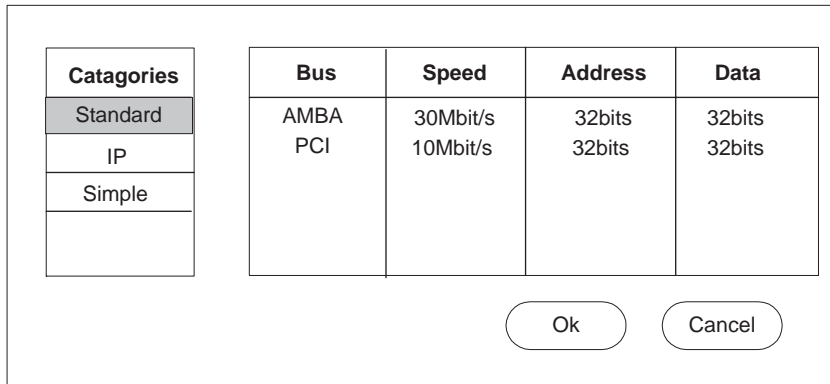 Catagories
Standard
IP
Simple
Bus Speed Address Data
AMBA 30Mbit/s 32bits 32bits
PCI 10Mbit/s 32bits 32bits
Ok Cancel